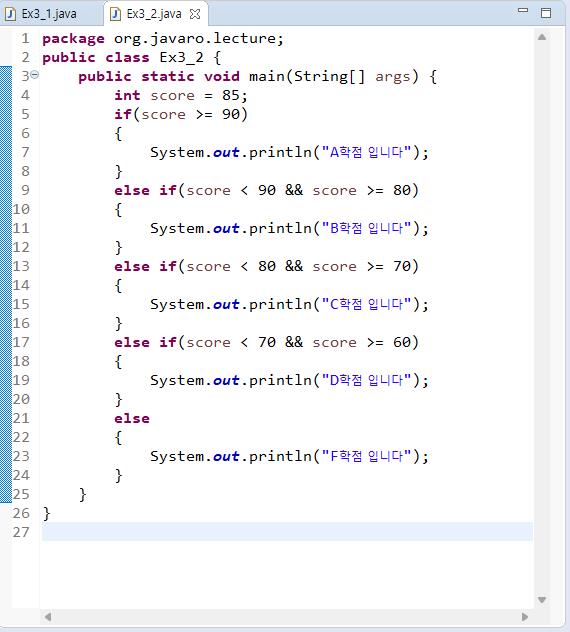 Ex3_1.java Ex3_2.java
1 package org.javaro.lecture;
2 public class Ex3_2 {
3     public static void main(String[] args) {
4         int score = 85;
5         if(score >= 90)
6         {
7             System.out.println("A학점 입니다");
8         }
9         else if(score < 90 && score >= 80)
10         {
11             System.out.println("B학점 입니다");
12         }
13         else if(score < 80 && score >= 70)
14         {
15             System.out.println("C학점 입니다");
16         }
17         else if(score < 70 && score >= 60)
18         {
19             System.out.println("D학점 입니다");
20         }
21         else
22         {
23             System.out.println("F학점 입니다");
24         }
25     }
26 }
27